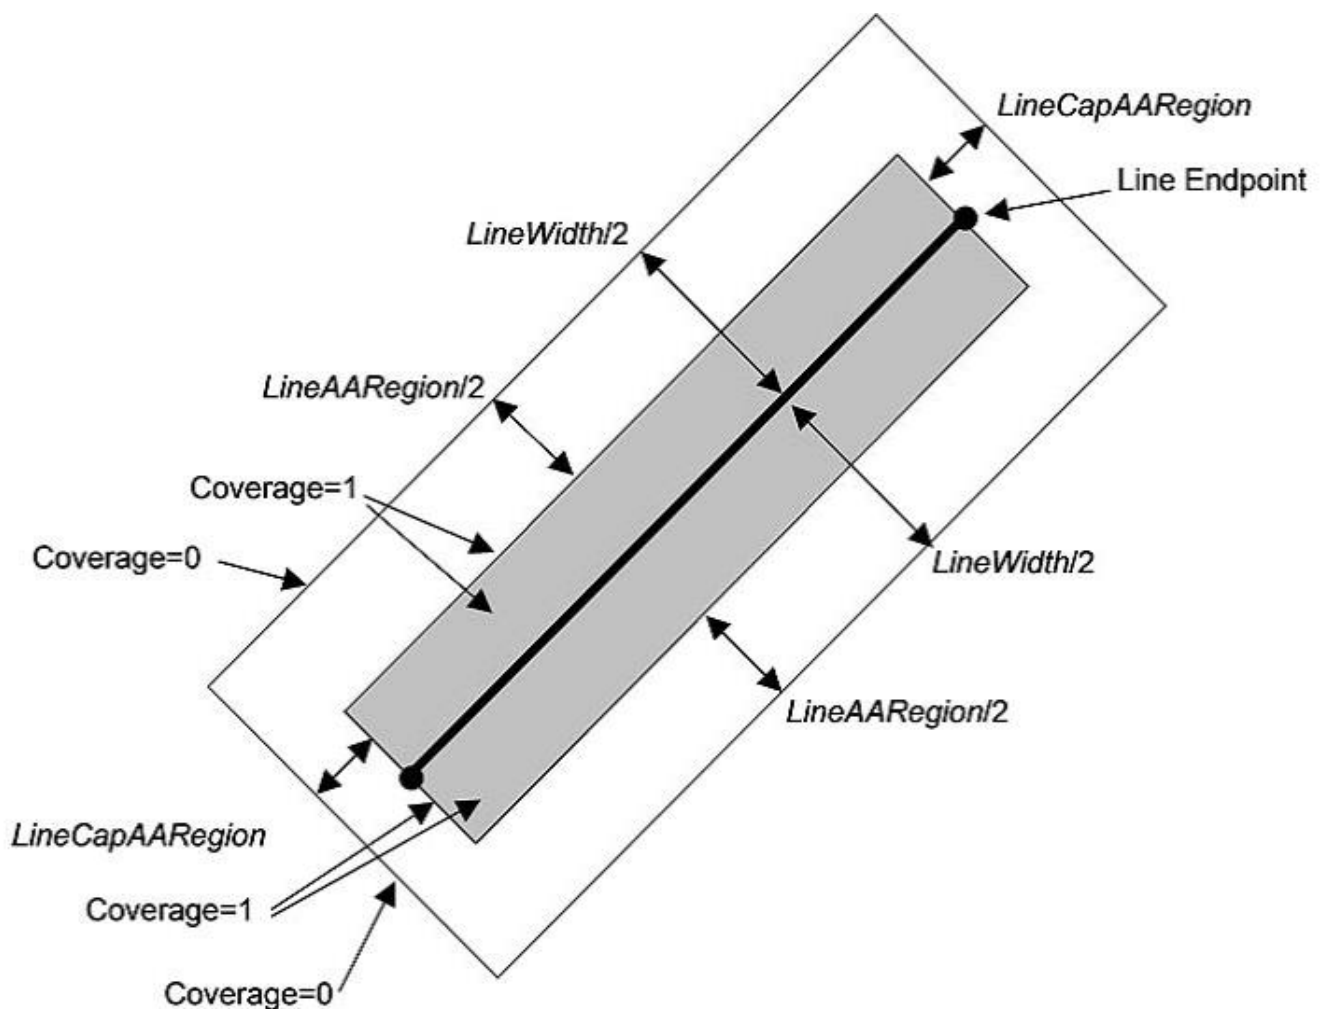 LineCapAARegion
Line Endpoint
LineWidth/2
LineAARegion/2
Coverage=1
Coverage=0
LineWidth/2
LineAARegion/2
LineCapAARegion
Coverage=1
Coverage=0